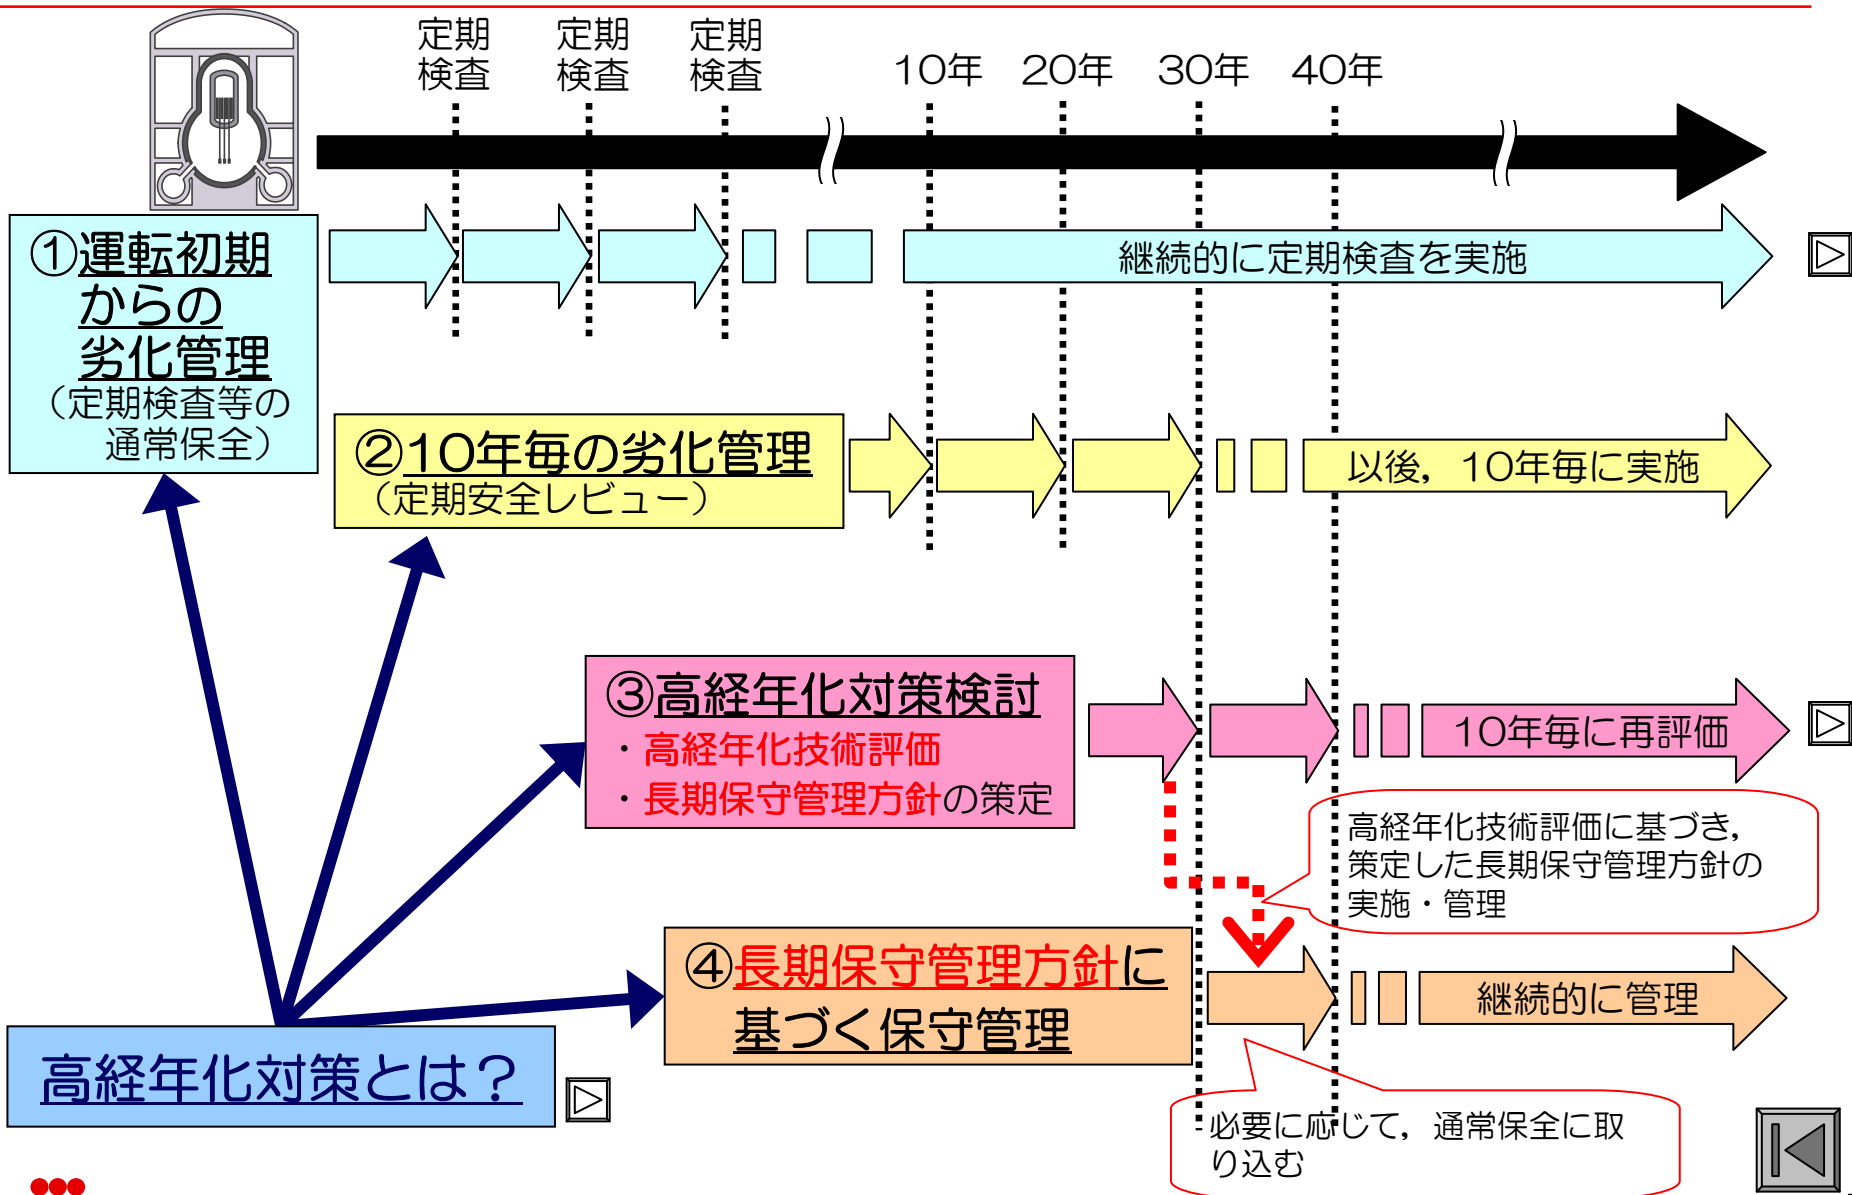 定期
検査
定期
検査
定期
検査
10年
20年
30年
40年
①運転初期
からの
劣化管理
（定期検査等の
通常保全）
継続的に定期検査を実施
②10年毎の劣化管理
（定期安全レビュー）
以後，10年毎に実施
③高経年化対策検討
・高経年化技術評価
・長期保守管理方針の策定
10年毎に再評価
高経年化技術評価に基づき，
策定した長期保守管理方針の
実施・管理
④長期保守管理方針に
基づく保守管理
継続的に管理
高経年化対策とは？
必要に応じて，通常保全に取
り込む